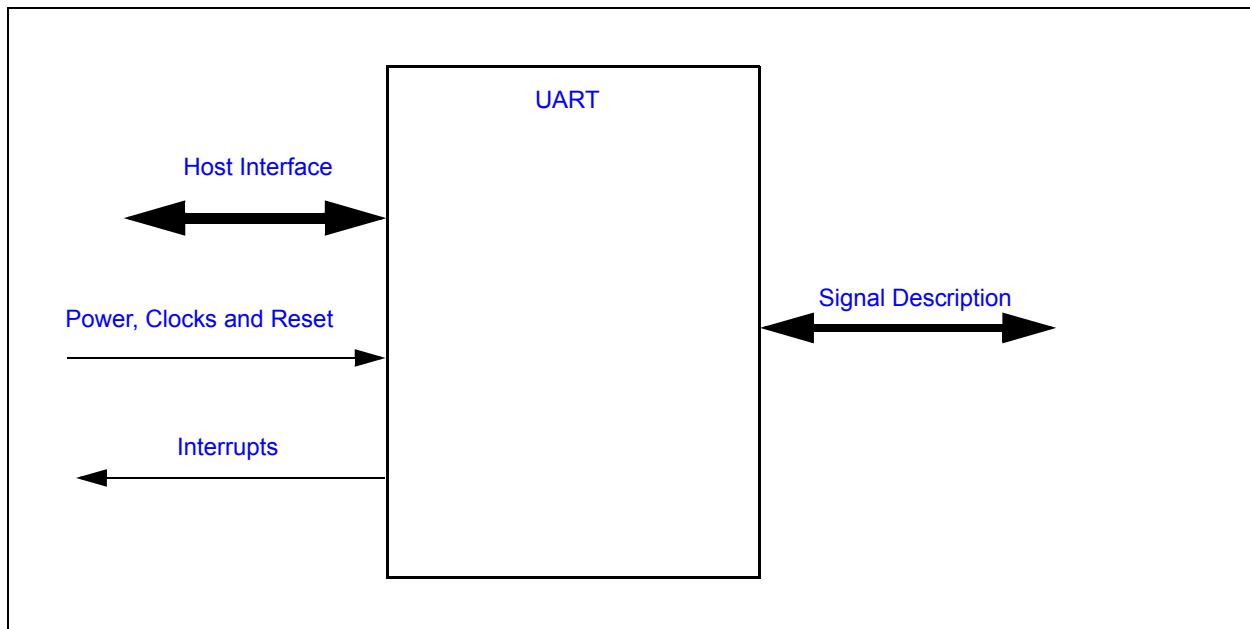 UART
Host Interface
Signal Description
Power, Clocks and Reset
Interrupts